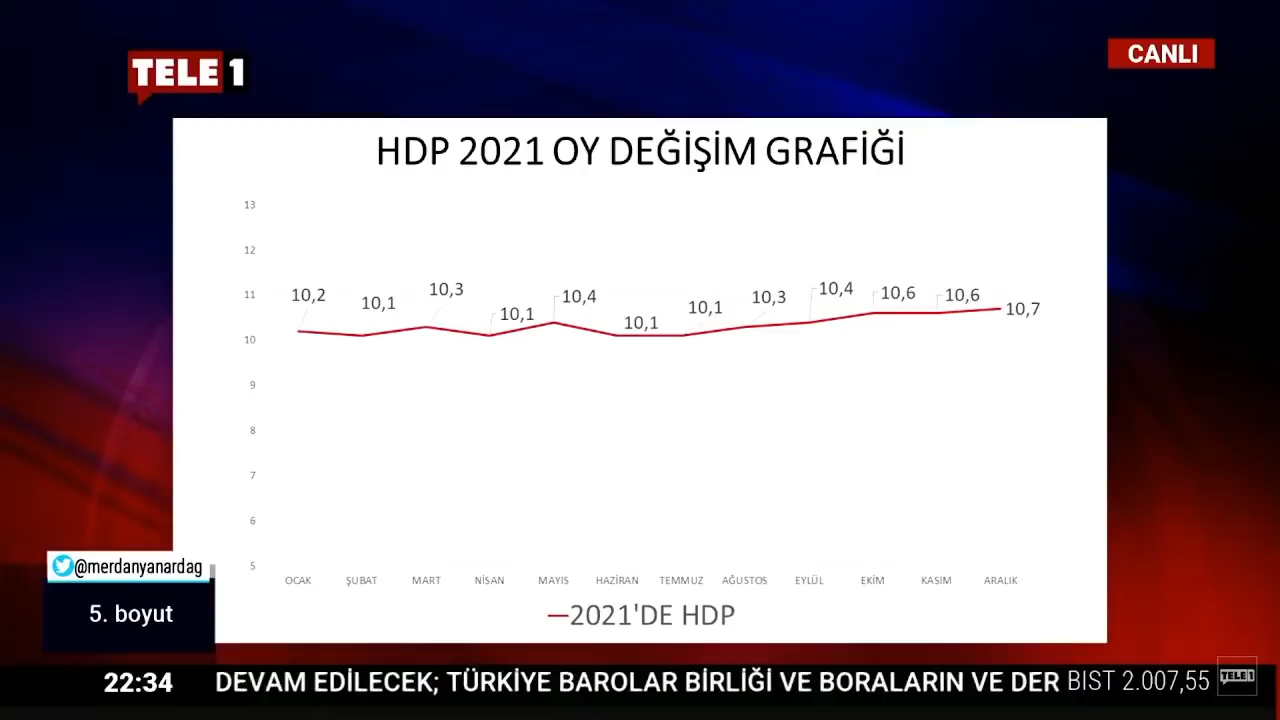 TELE 1
CANLI
HDP 2021 OY DEĞİŞİM GRAFİĞİ
13
12
11
10
9
8
7
6
5
10,2
10,1
10,3
10,1
10,4
10,1
10,1
10,3
10,4
10,6
10,6
10,7
OCAK ŞUBAT MART NİSAN MAYIS HAZİRAN TEMMUZ AĞUSTOS EYLÜL EKİM KASIM ARALIK
2021'DE HDP
@merdanyanardag
5. boyut
22:34 DEVAM EDİLECEK; TÜRKİYE BAROLAR BİRLİĞİ VE BORALARIN VE DER BIST 2.007,55 TELE1